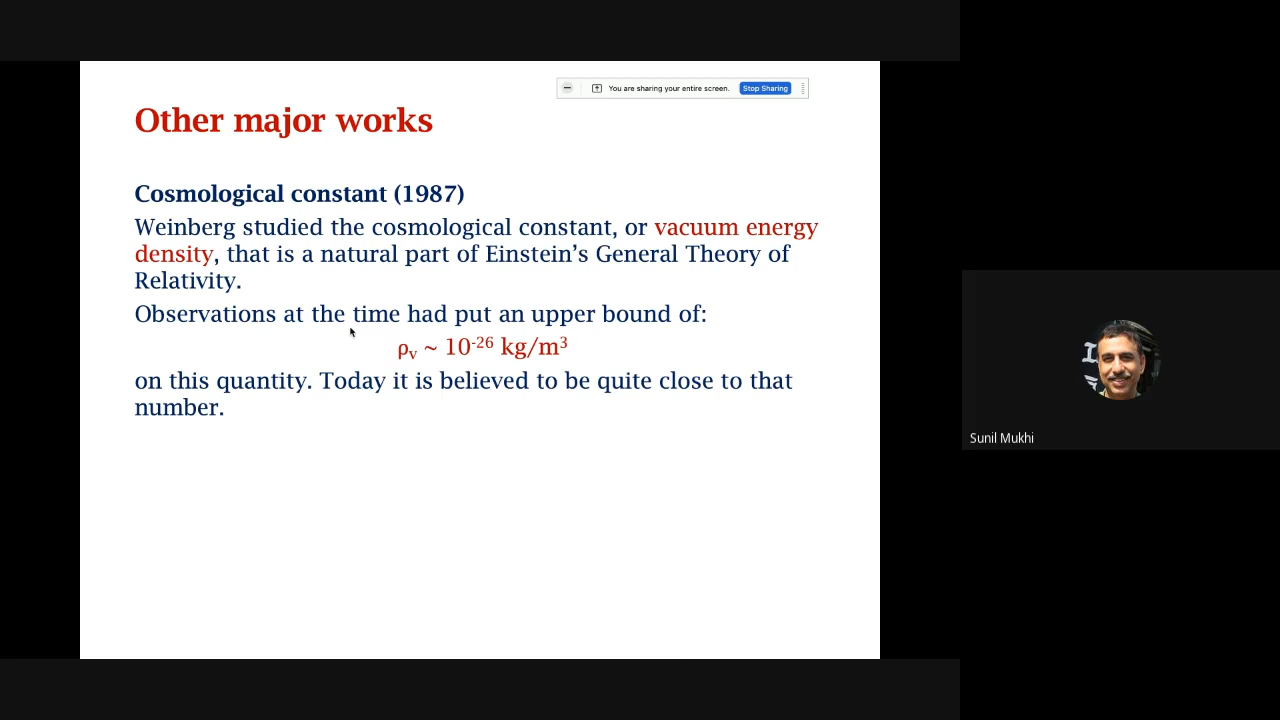 You are sharing your entire screen. Stop Sharing
Other major works
Cosmological constant (1987)
Weinberg studied the cosmological constant, or vacuum energy
density, that is a natural part of Einstein’s General Theory of
Relativity.
Observations at the time had put an upper bound of:
ρᵥ ~ 10⁻²⁶ kg/m³
on this quantity. Today it is believed to be quite close to that
number.
Sunil Mukhi